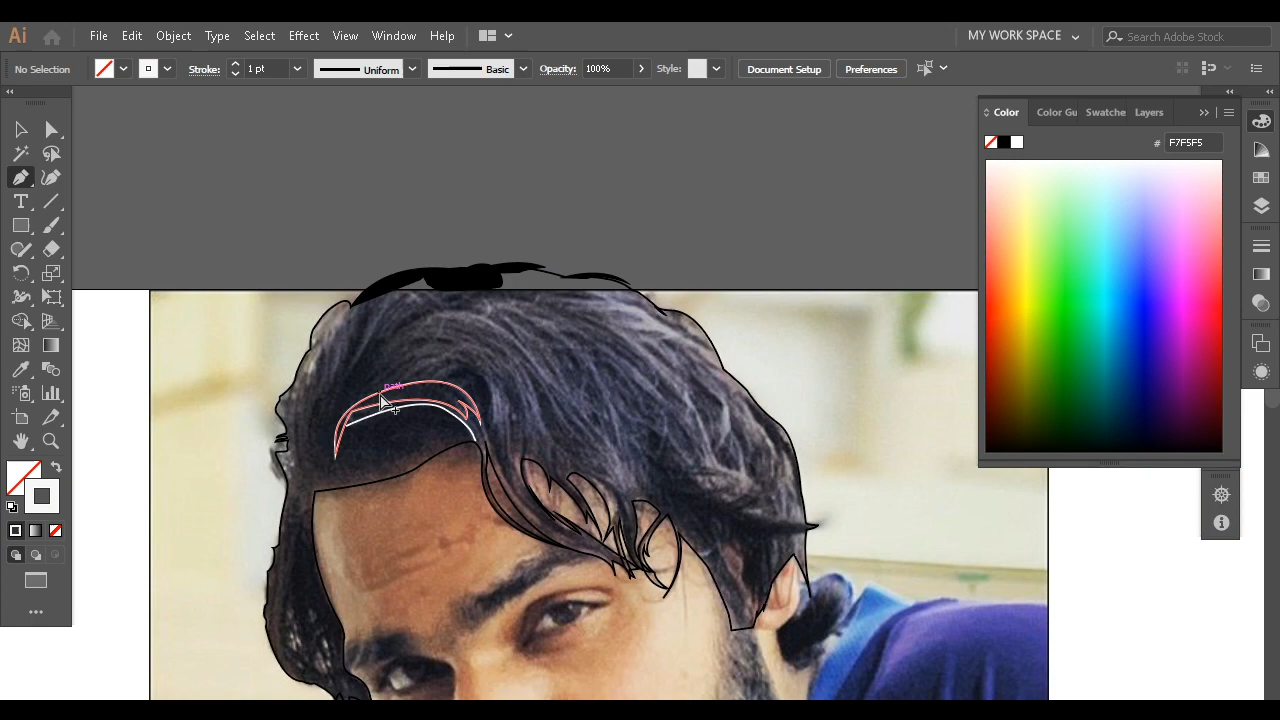 Ai File Edit Object Type Select Effect View Window Help MY WORK SPACE Search Adobe Stock
No Selection Stroke: 1 pt Uniform Basic Opacity: 100% Style: Document Setup Preferences
Color Color Gu Swatche Layers
# F7F5F5
path